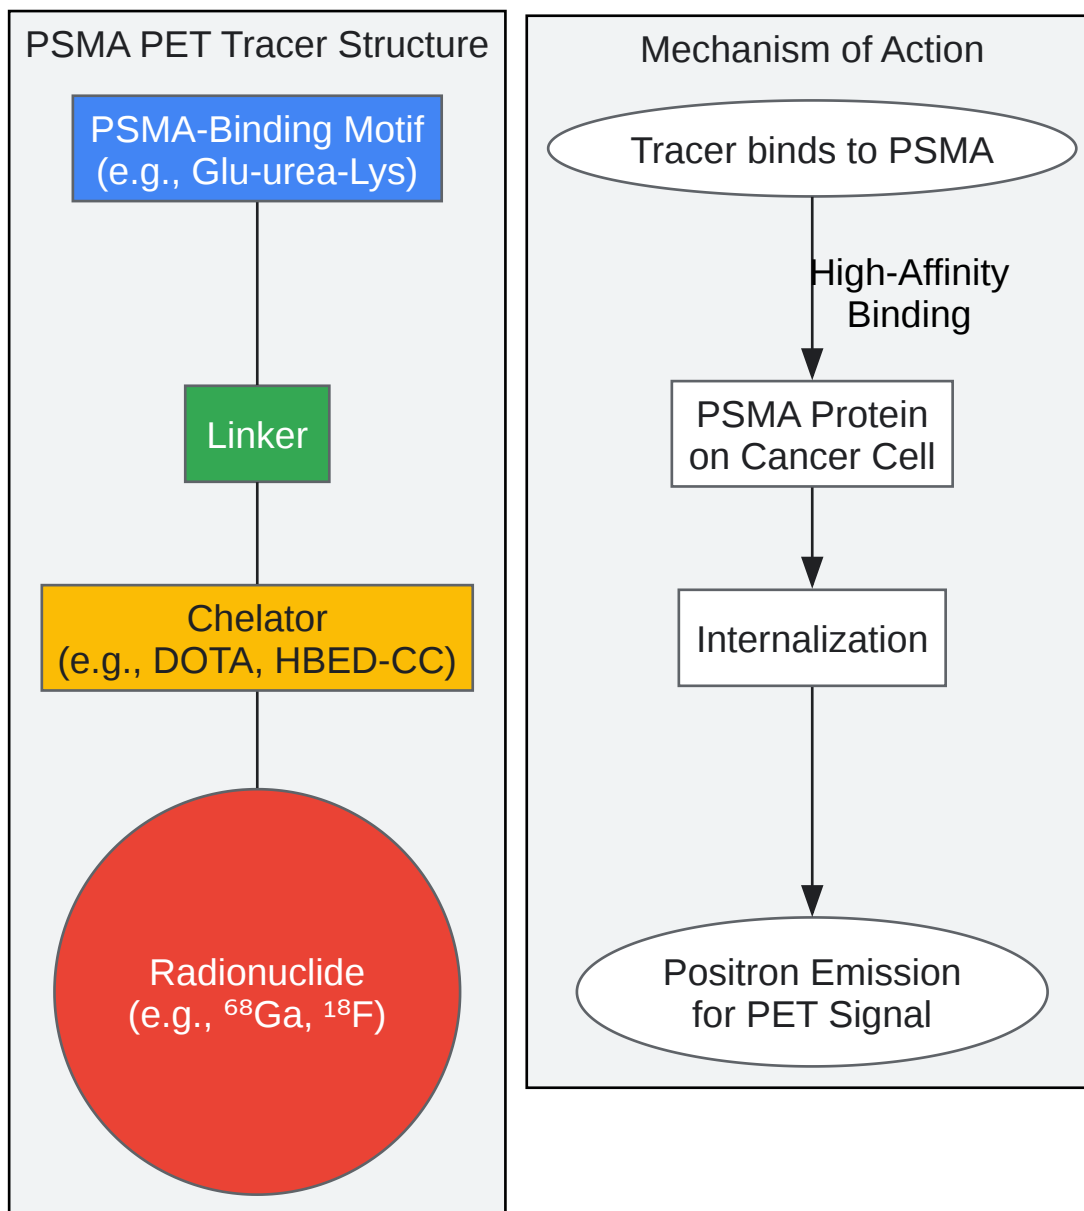 PSMA PET Tracer Structure
PSMA-Binding Motif
(e.g., Glu-urea-Lys)
Linker
Chelator
(e.g., DOTA, HBED-CC)
Radionuclide
(e.g., ⁶⁸Ga, ¹⁸F)
Mechanism of Action
Tracer binds to PSMA
High-Affinity
Binding
PSMA Protein
on Cancer Cell
Internalization
Positron Emission
for PET Signal